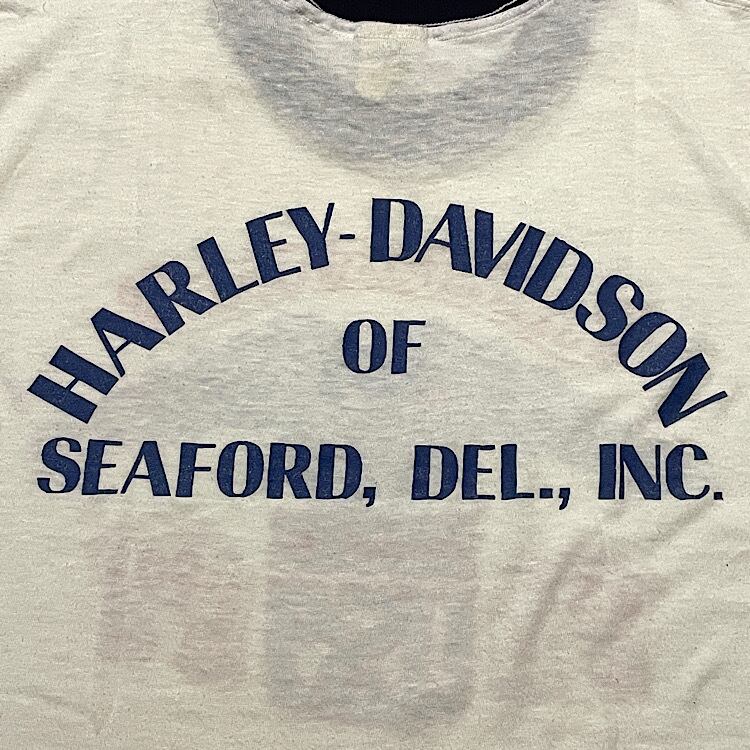 HARLEY-DAVIDSON
OF
SEAFORD, DEL., INC.